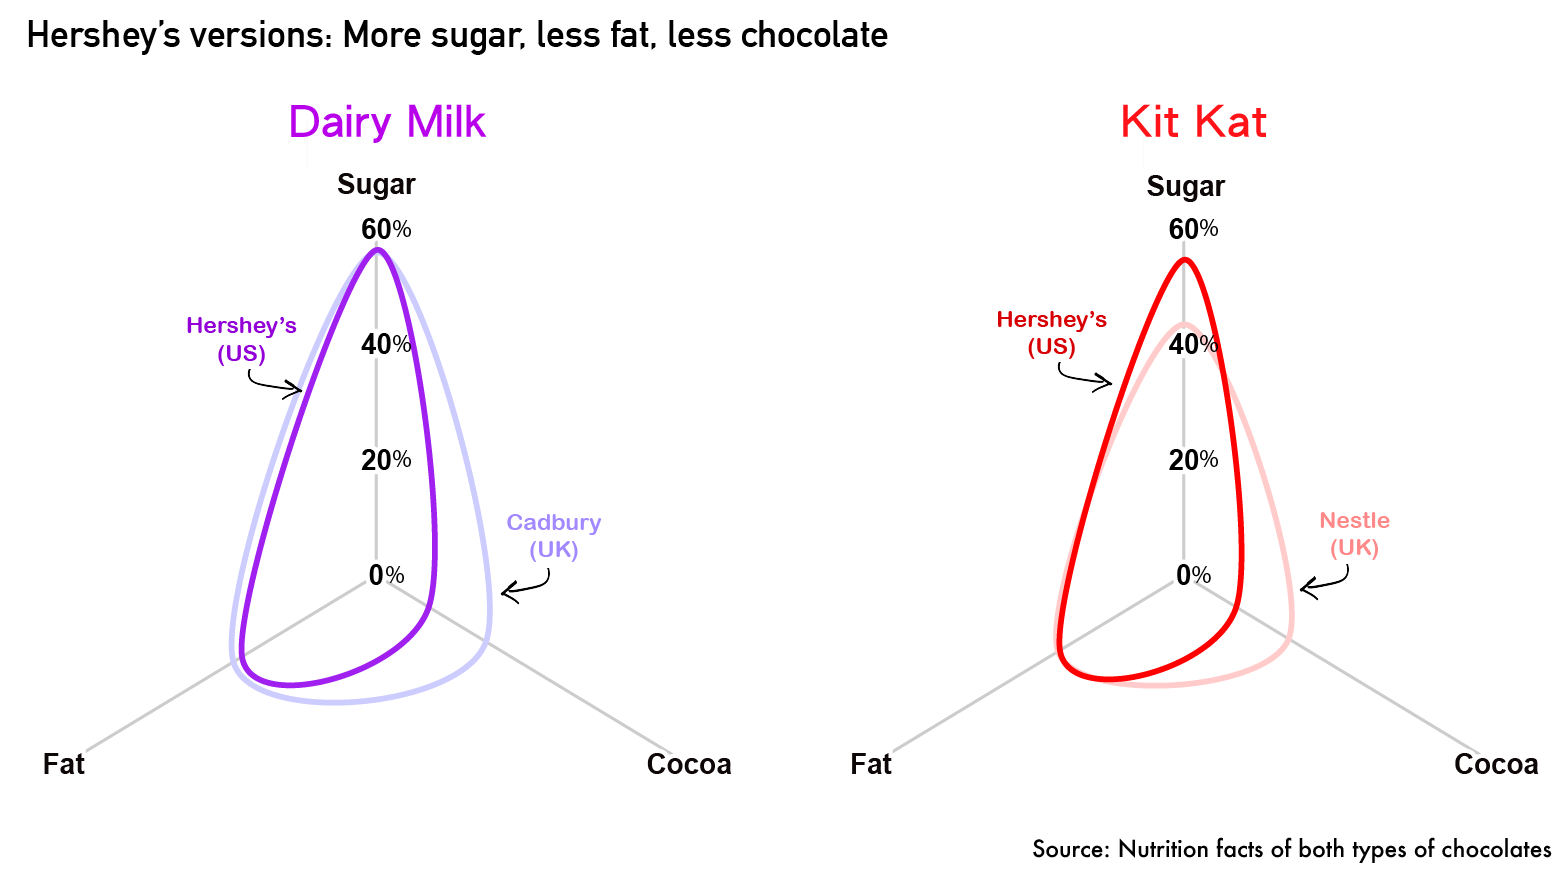 Hershey’s versions: More sugar, less fat, less chocolate
Dairy Milk
Sugar
60%
40%
20%
0%
Hershey’s
(US)
Cadbury
(UK)
Fat
Cocoa
Kit Kat
Sugar
60%
40%
20%
0%
Hershey’s
(US)
Nestle
(UK)
Fat
Cocoa
Source: Nutrition facts of both types of chocolates